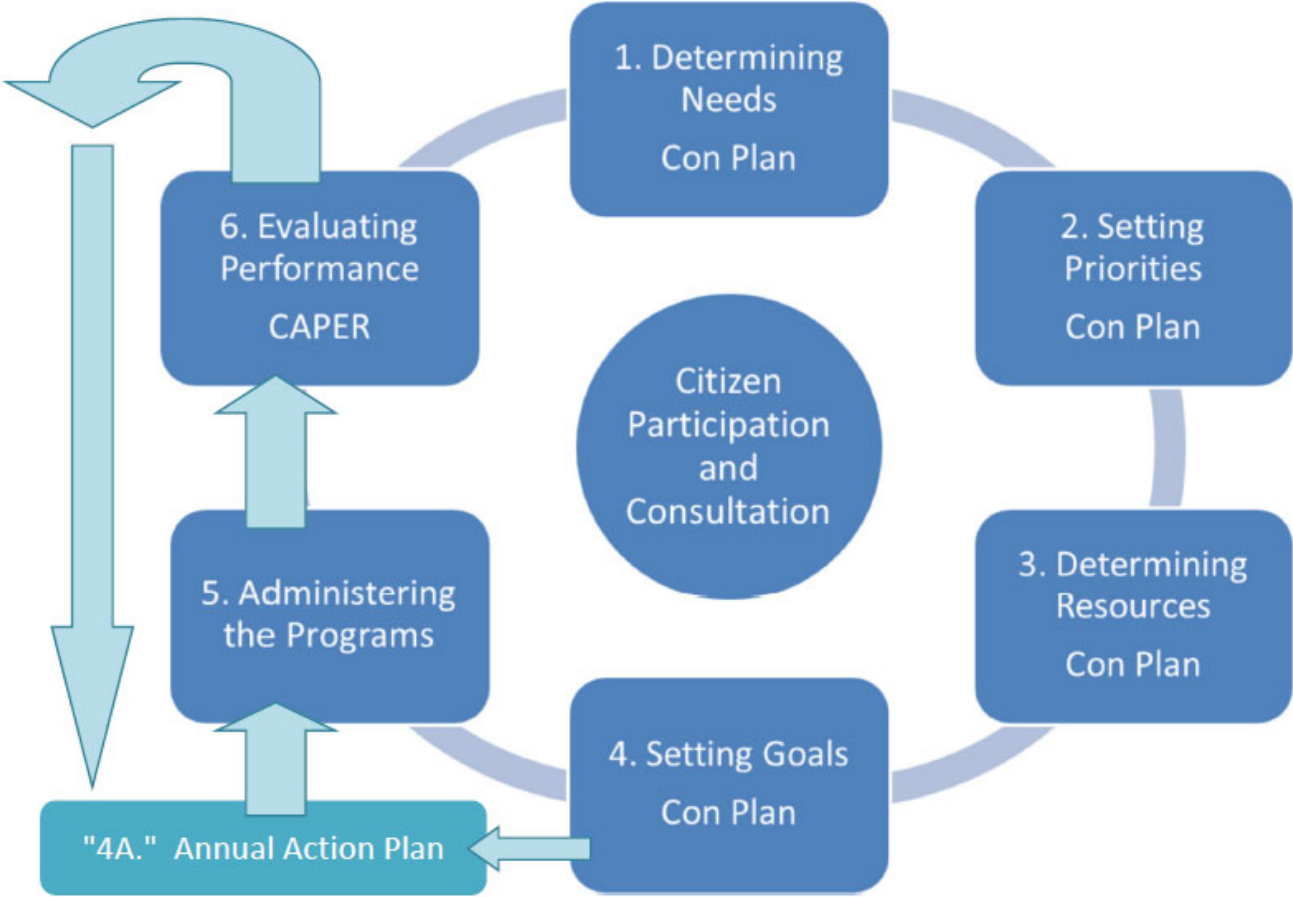 1. Determining
Needs
Con Plan
2. Setting
Priorities
Con Plan
3. Determining
Resources
Con Plan
4. Setting Goals
Con Plan
"4A." Annual Action Plan
5. Administering
the Programs
6. Evaluating
Performance
CAPER
Citizen
Participation
and
Consultation